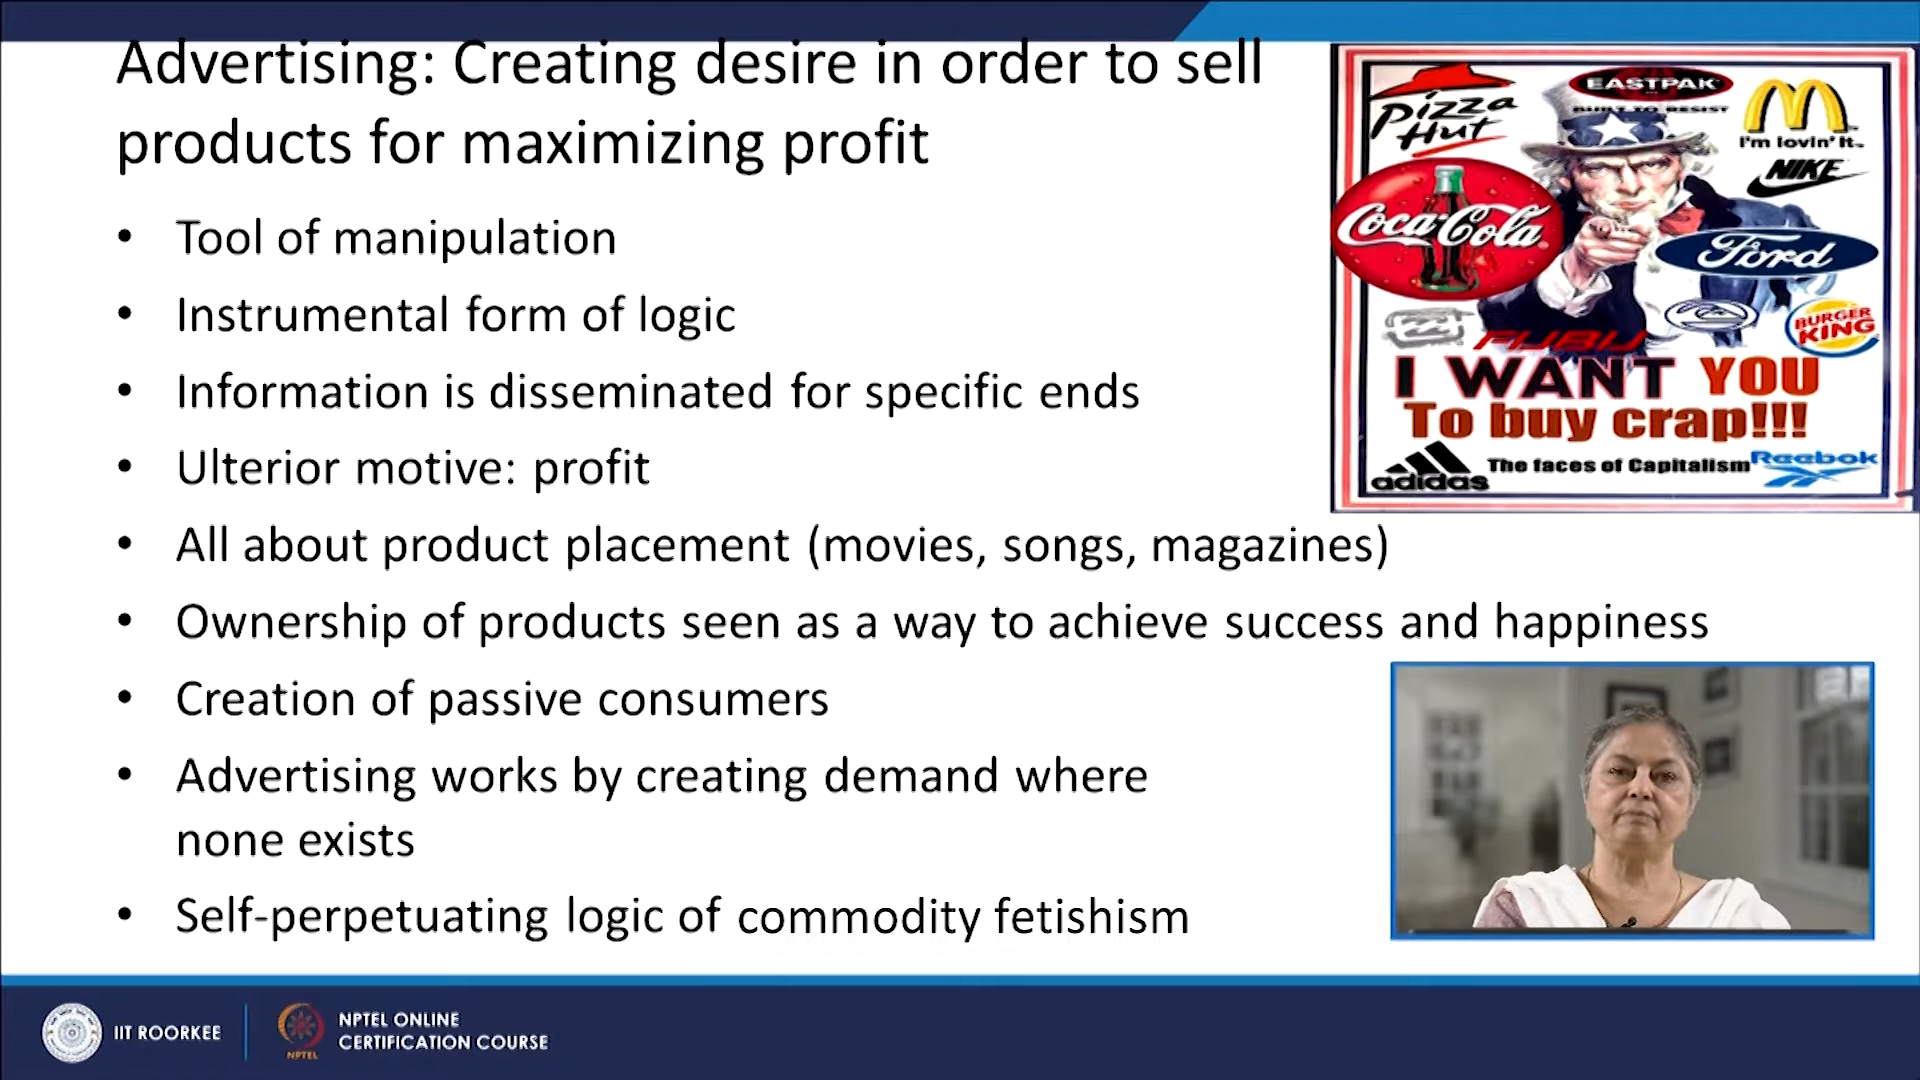 Advertising: Creating desire in order to sell
products for maximizing profit
• Tool of manipulation
• Instrumental form of logic
• Information is disseminated for specific ends
• Ulterior motive: profit
• All about product placement (movies, songs, magazines)
• Ownership of products seen as a way to achieve success and happiness
• Creation of passive consumers
• Advertising works by creating demand where
none exists
• Self-perpetuating logic of commodity fetishism
Pizza
Hut
EASTPAK
BUILT TO RESIST
I'm lovin' It
NIKE
Coca-Cola
Ford
BURGER
KING
FUBU
I WANT YOU
To buy crap!!!
adidas
The faces of Capitalism
Reebok
IIT ROORKEE
NPTEL
NPTEL ONLINE
CERTIFICATION COURSE